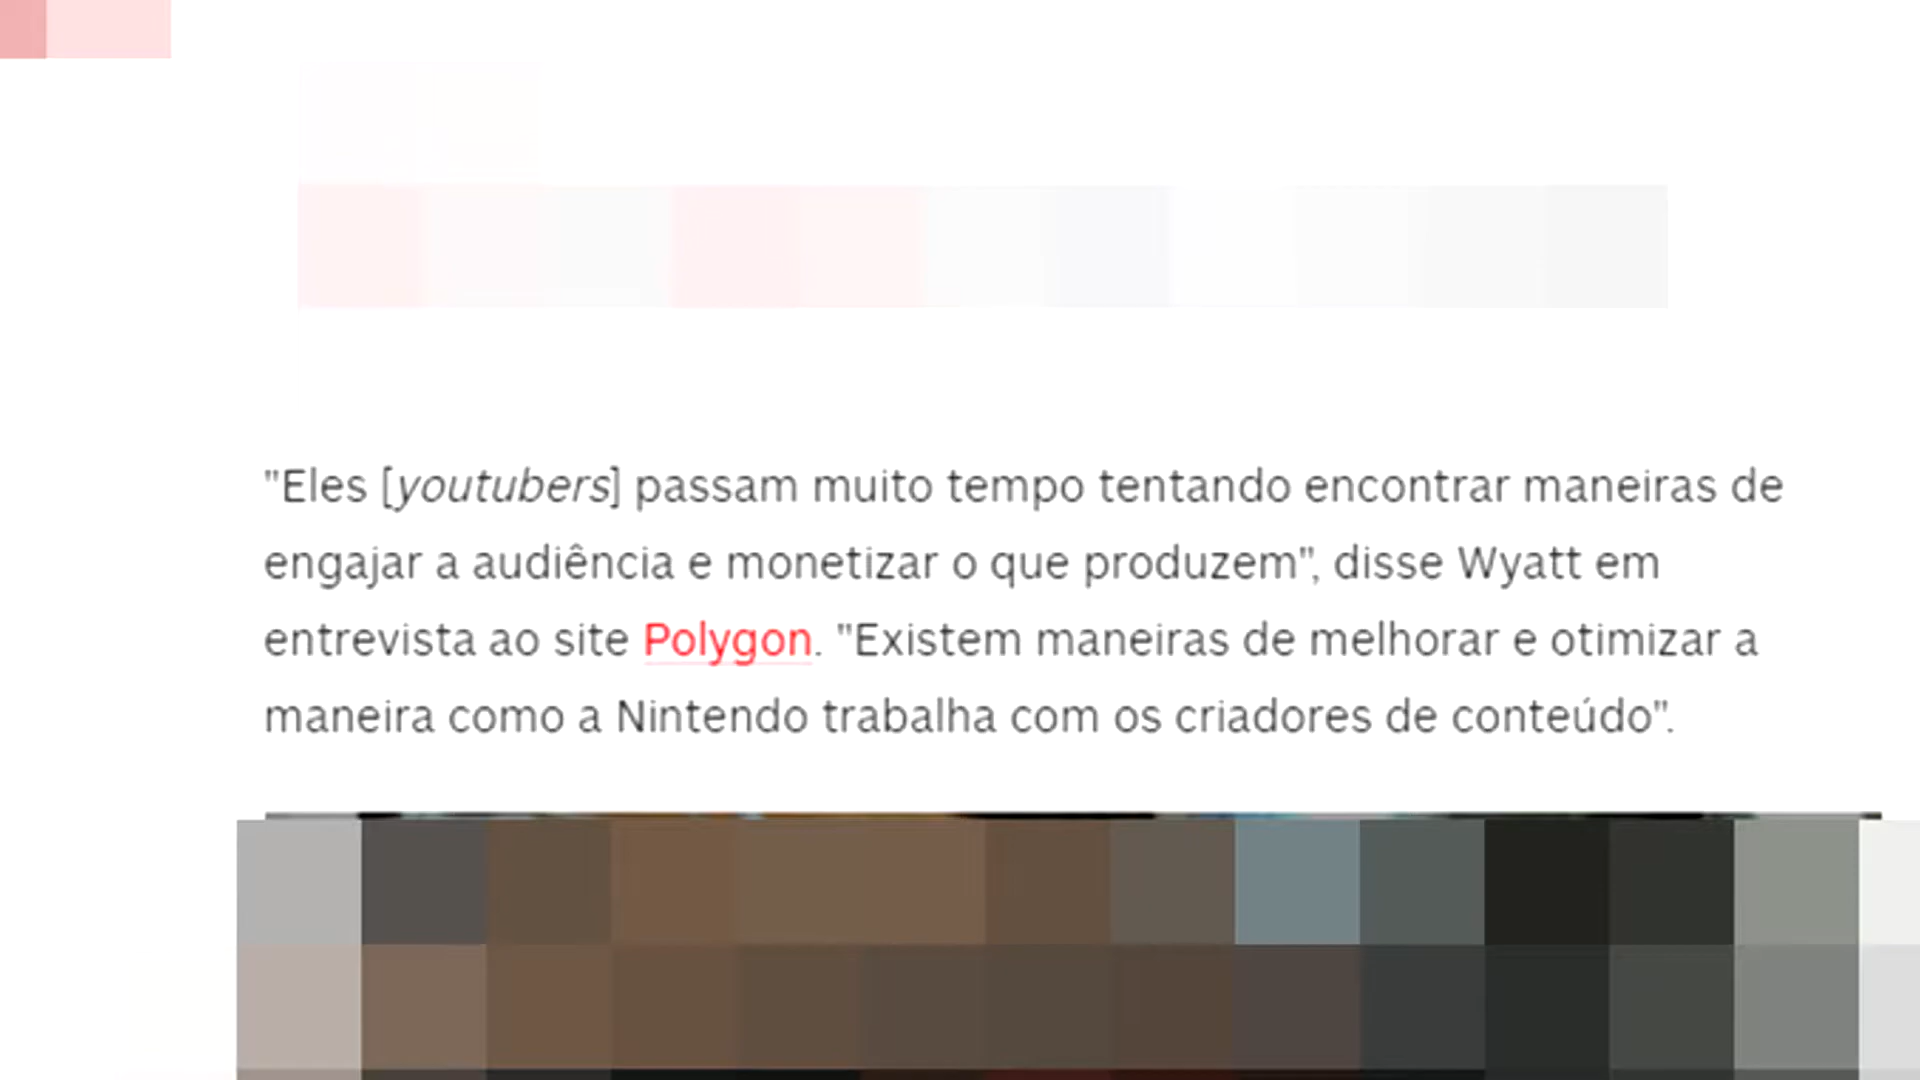 "Eles [youtubers] passam muito tempo tentando encontrar maneiras de
engajar a audiência e monetizar o que produzem", disse Wyatt em
entrevista ao site Polygon. "Existem maneiras de melhorar e otimizar a
maneira como a Nintendo trabalha com os criadores de conteúdo".